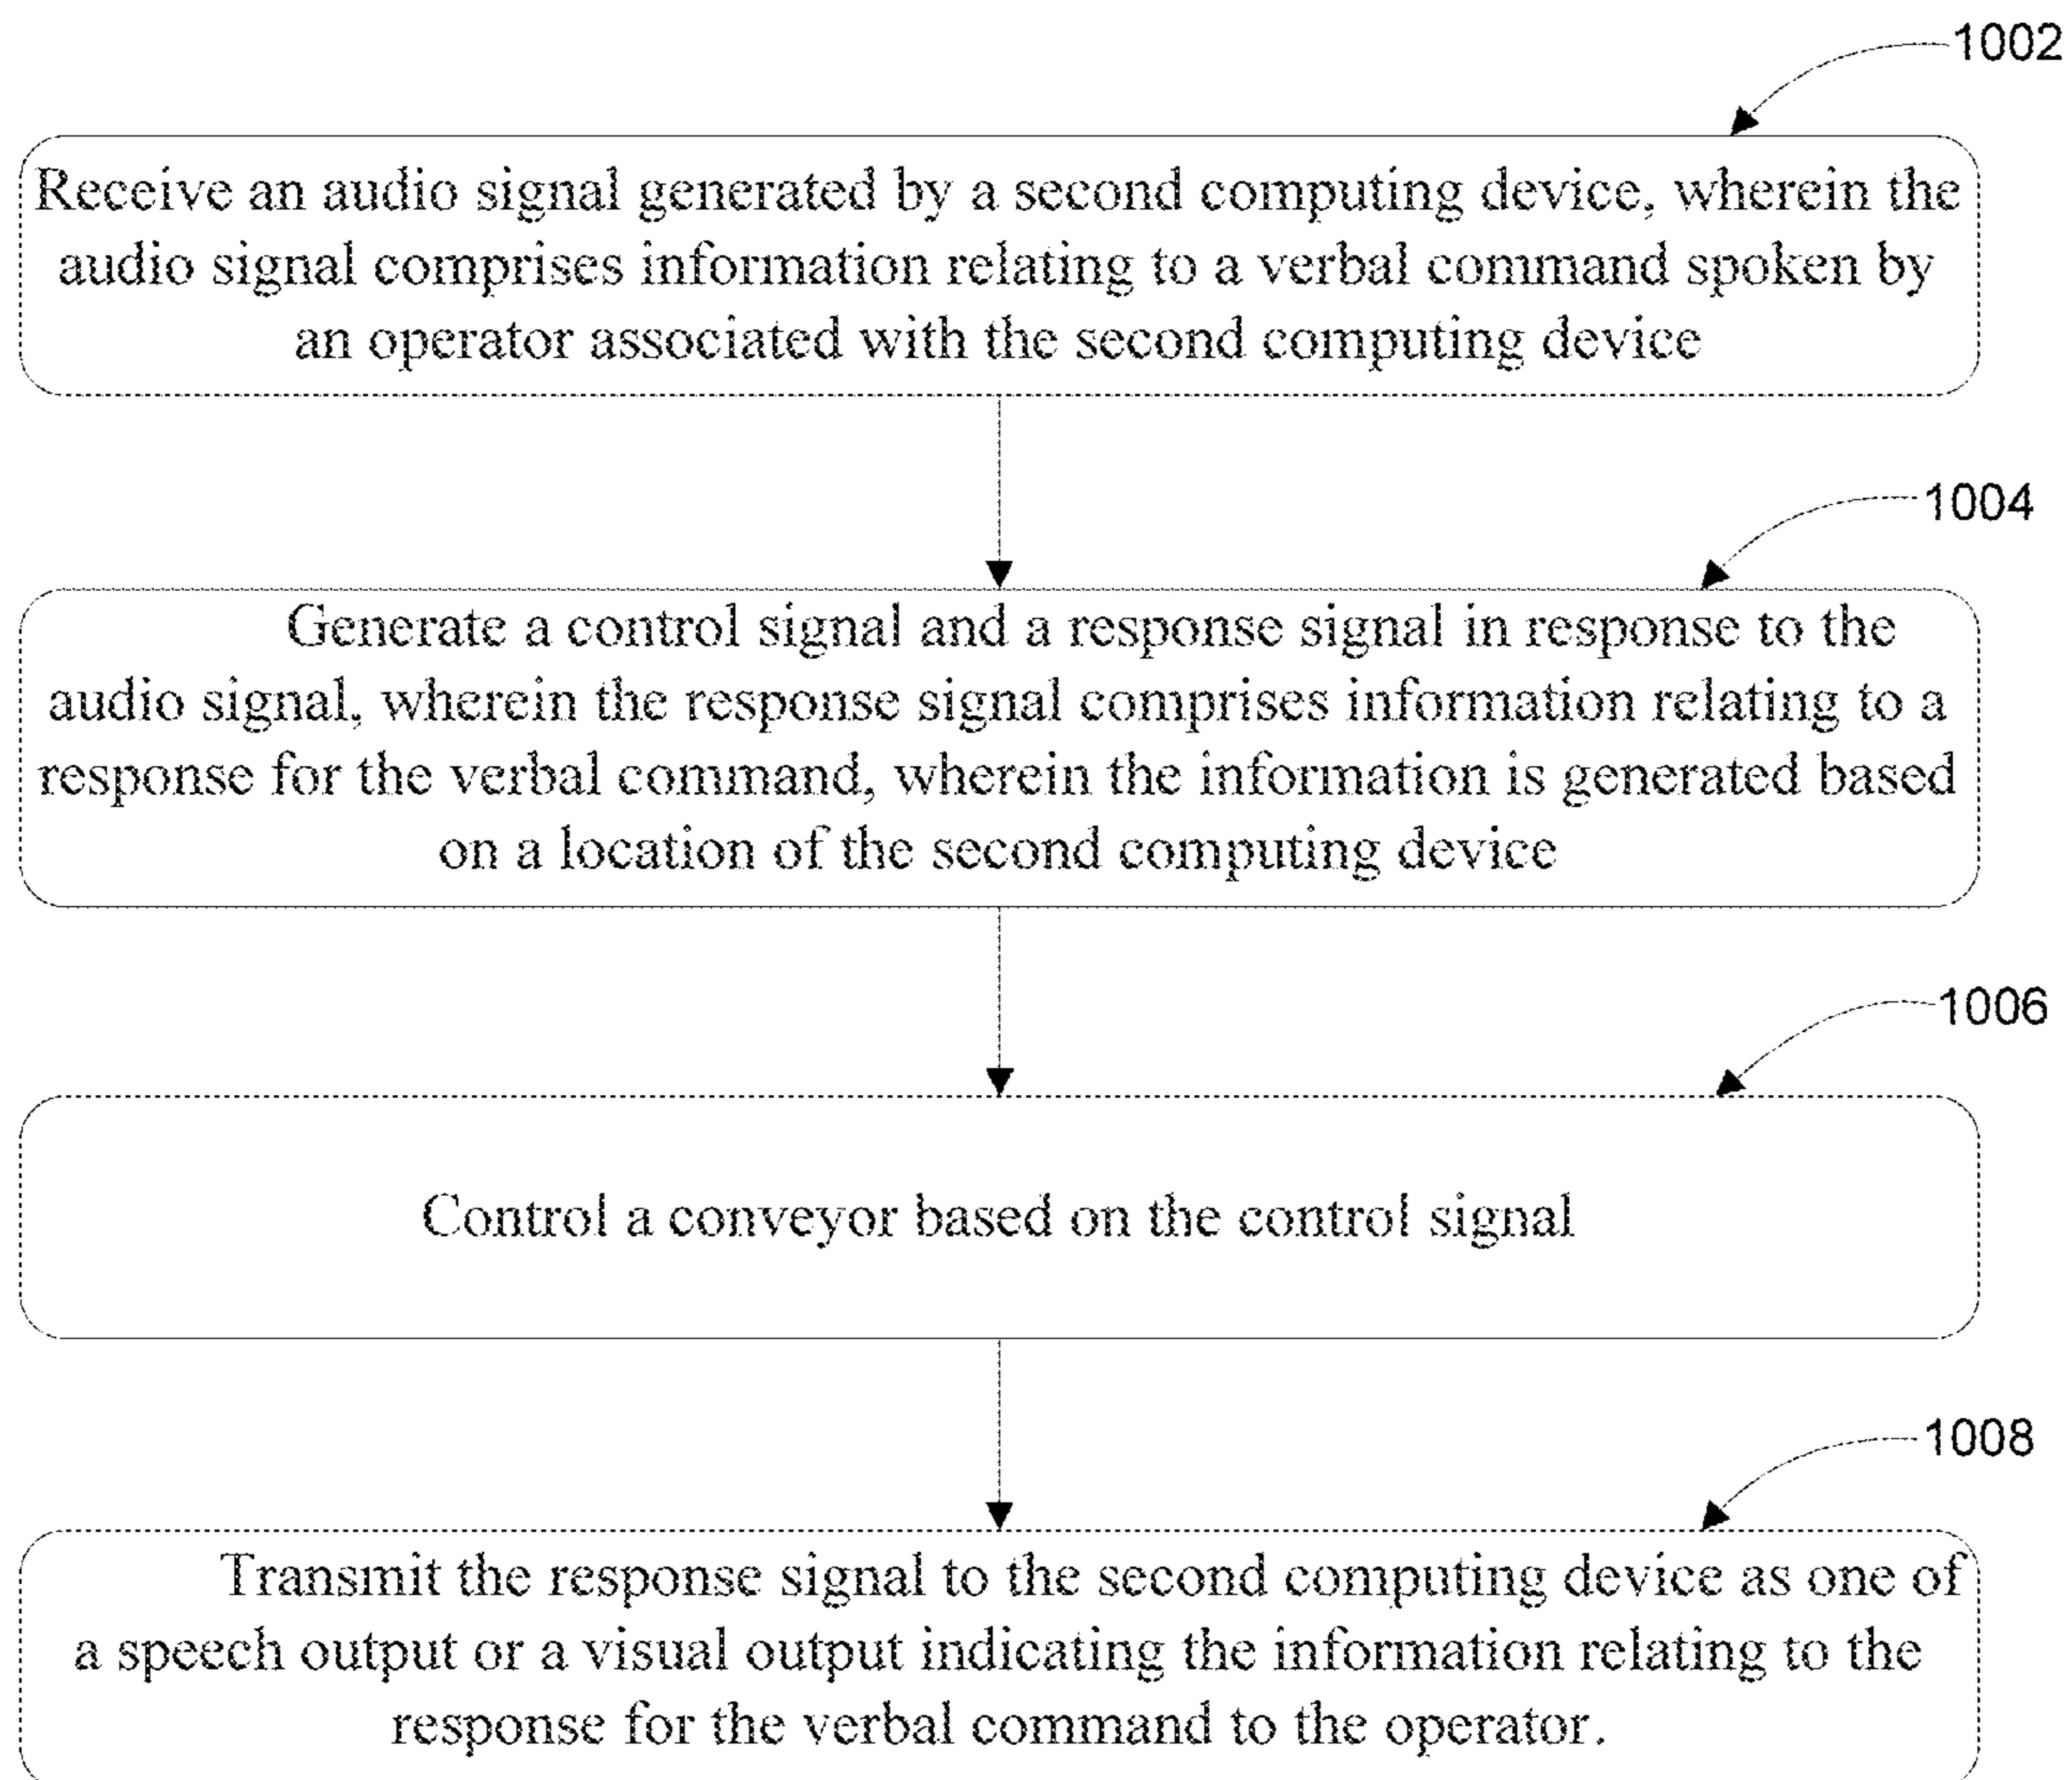 1002
Receive an audio signal generated by a second computing device, wherein the
audio signal comprises information relating to a verbal command spoken by
an operator associated with the second computing device
1004
Generate a control signal and a response signal in response to the
audio signal, wherein the response signal comprises information relating to a
response for the verbal command, wherein the information is generated based
on a location of the second computing device
1006
Control a conveyor based on the control signal
1008
Transmit the response signal to the second computing device as one of
a speech output or a visual output indicating the information relating to the
response for the verbal command to the operator.